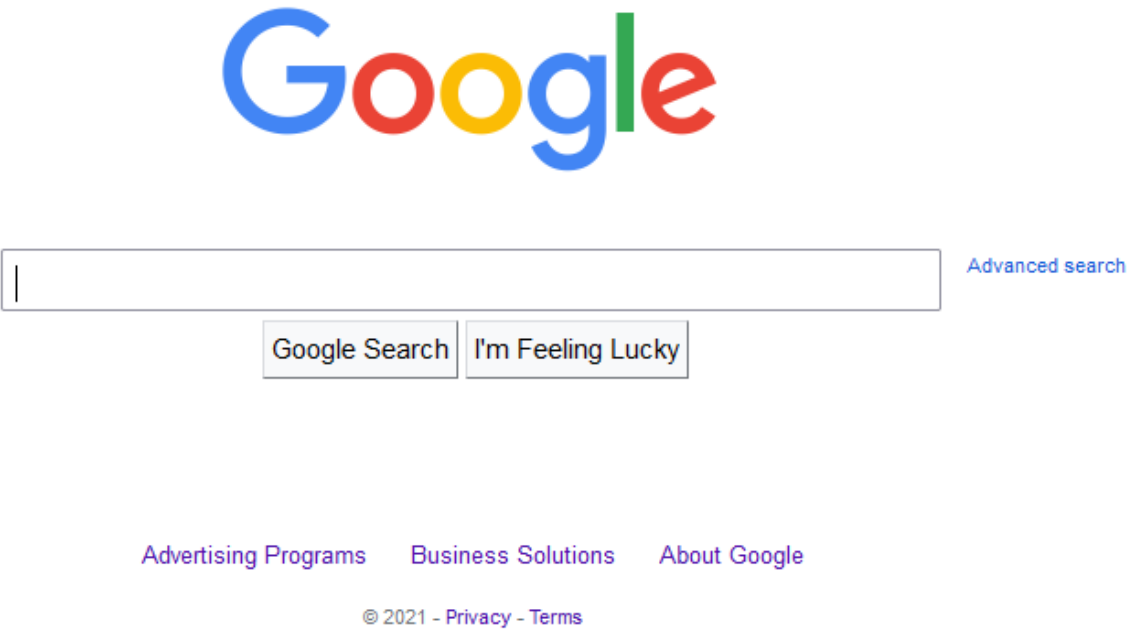 Google
Advanced search
Google Search I'm Feeling Lucky
Advertising Programs Business Solutions About Google
© 2021 - Privacy - Terms